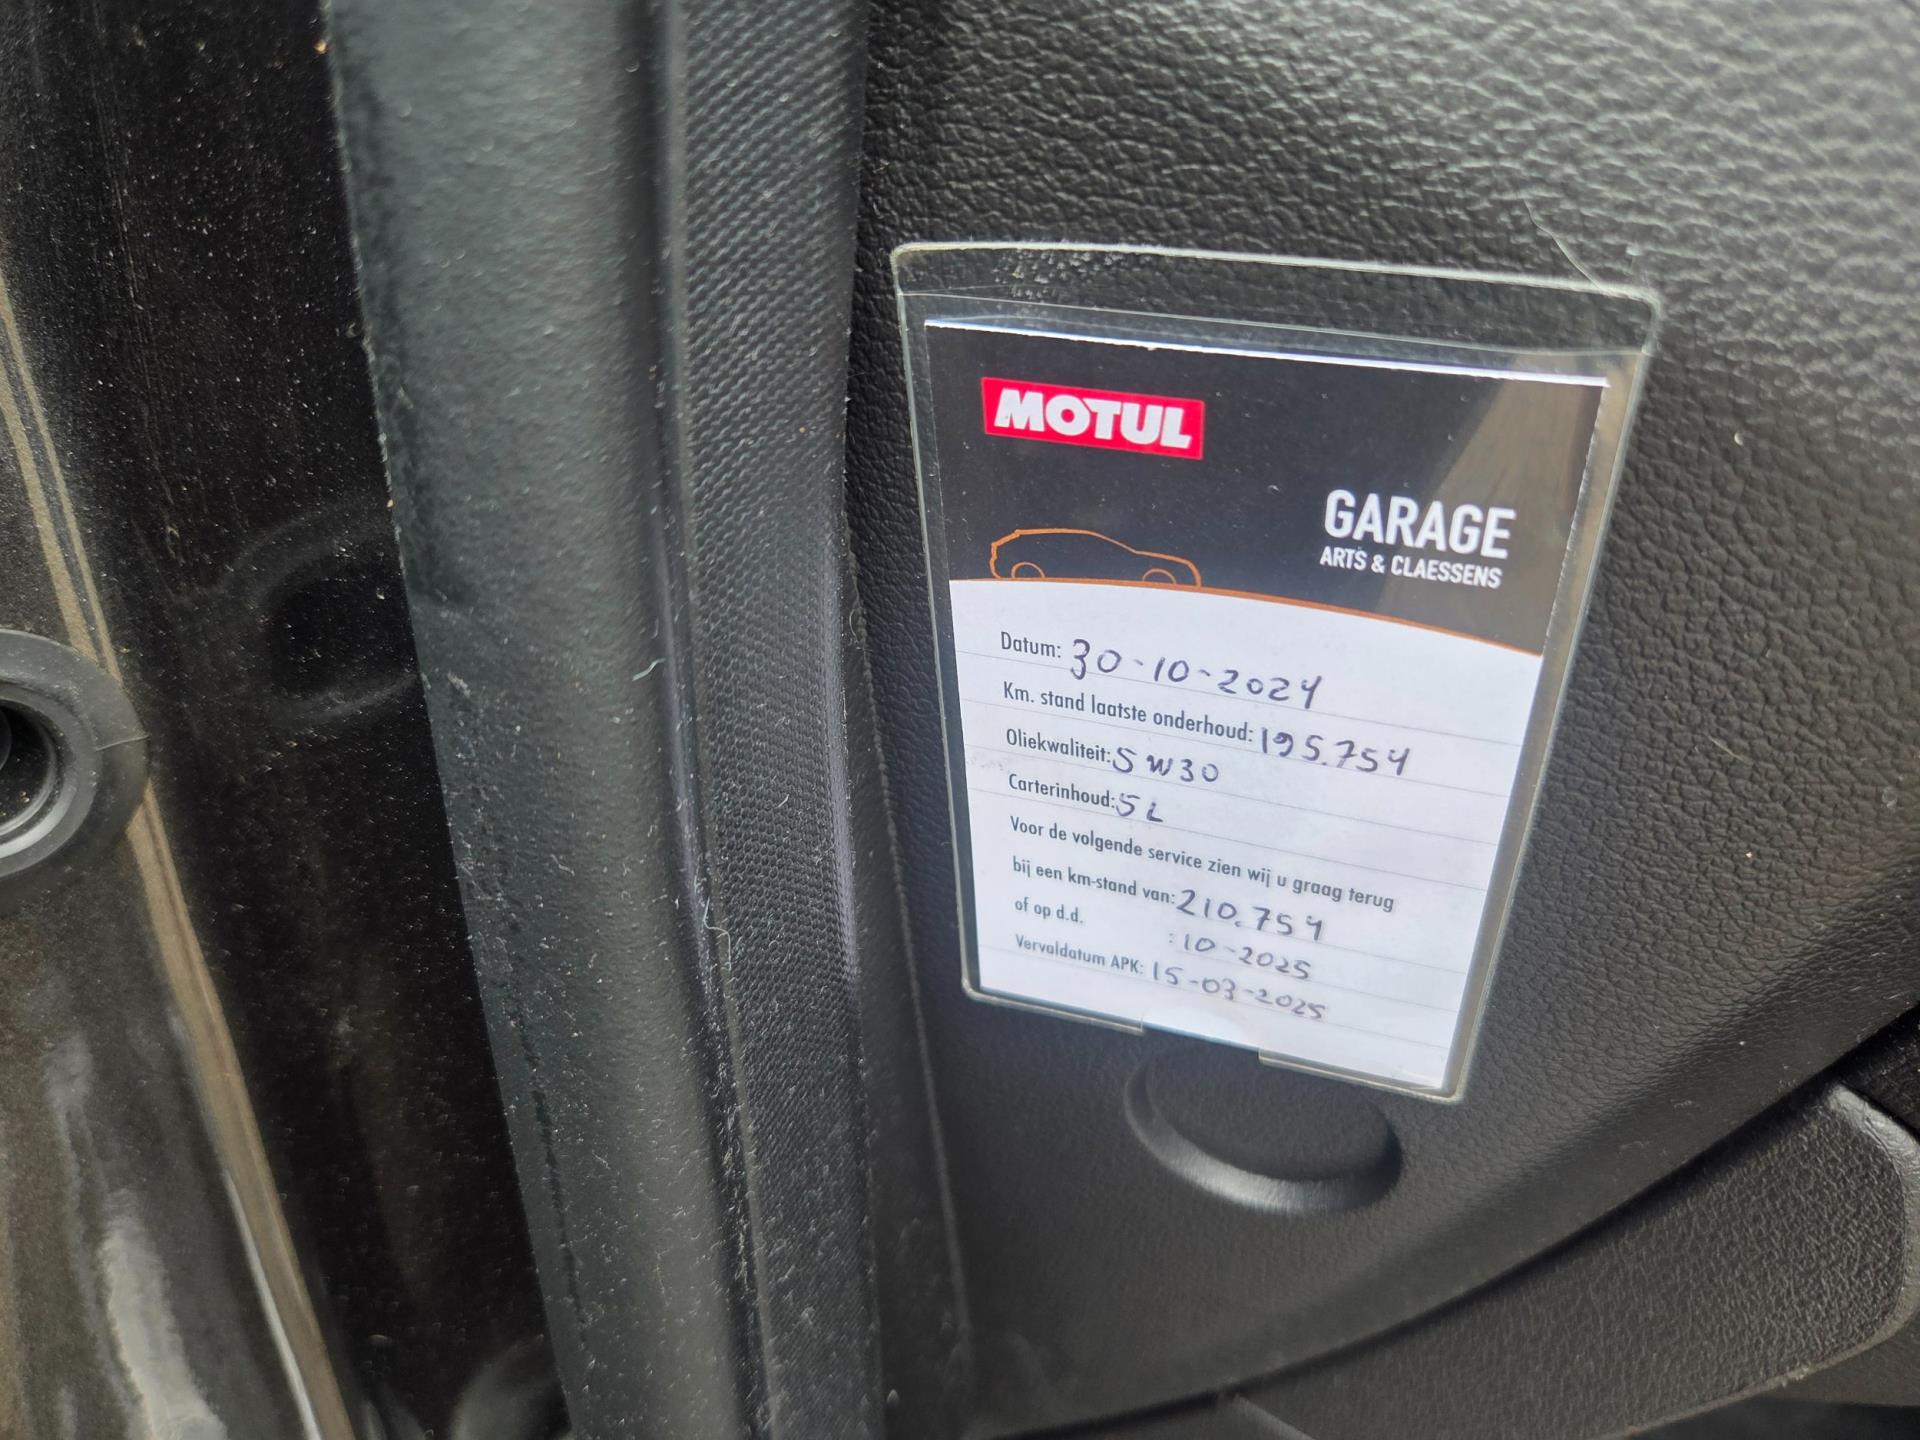 MOTUL
GARAGE
ARTS & CLAESSENS
Datum: 30-10-2024
Km. stand laatste onderhoud: 195.754
Oliekwaliteit: 5W30
Carterinhoud: 5L
Voor de volgende service zien wij u graag terug
bij een km-stand van: 210.754
of op d.d. : 10-2025
Vervaldatum APK: 15-03-2025